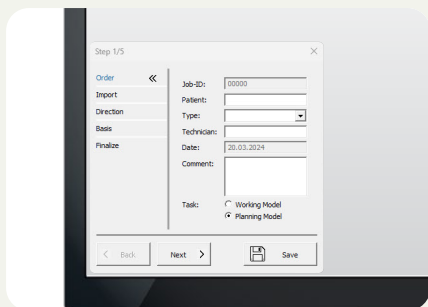 Step 1/5
Order
Import
Direction
Basis
Finalize
Job-ID: 00000
Patient:
Type:
Technician:
Date: 20.03.2024
Comment:
Task: Working Model
Planning Model
Back
Next
Save